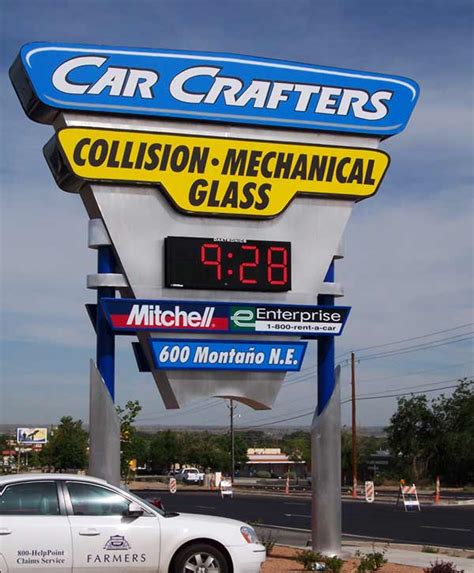 CAR CRAFTERS
COLLISION · MECHANICAL
GLASS
DAKTRONICS
9:28
Mitchell
e Enterprise
1-800-rent-a-car
600 Montaño N.E.
800-HelpPoint
Claims Service
FARMERS